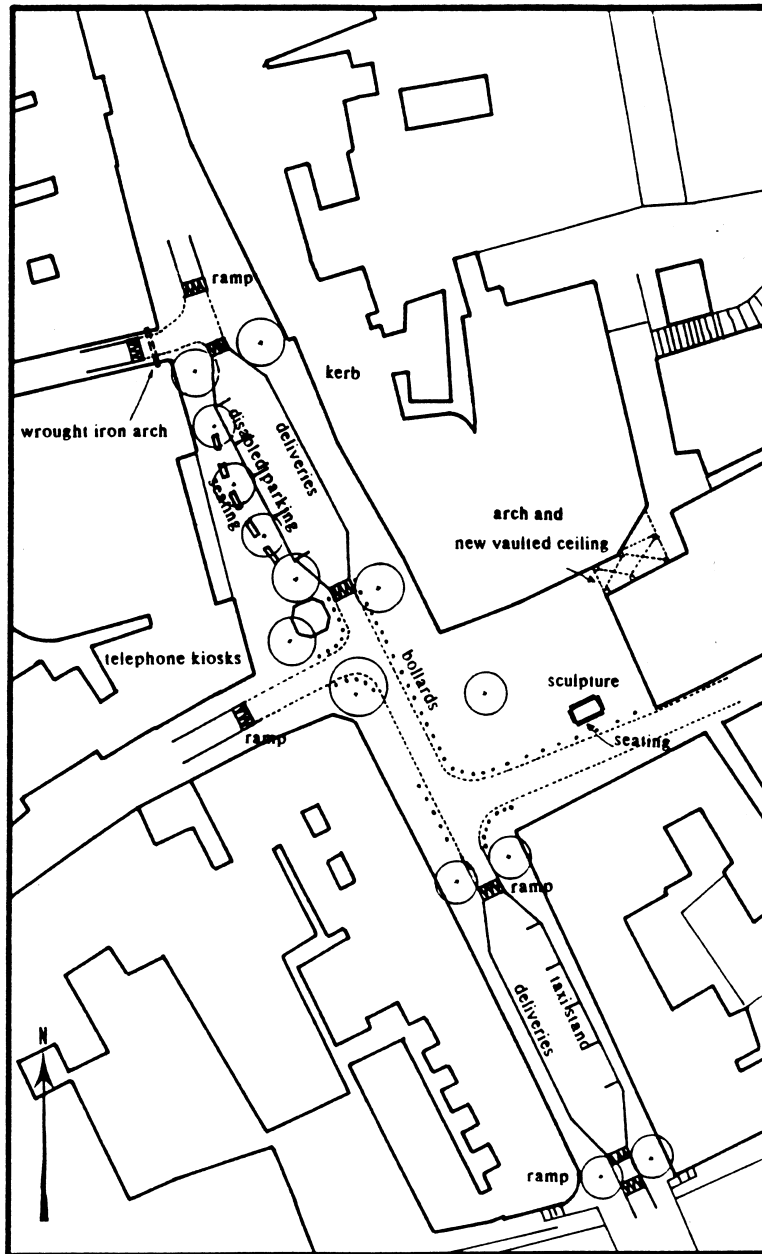 ramp
kerb
wrought iron arch
disabled parking
deliveries
seating
arch and
new vaulted ceiling
telephone kiosks
bollards
sculpture
seating
ramp
ramp
deliveries
taxi stand
N
ramp